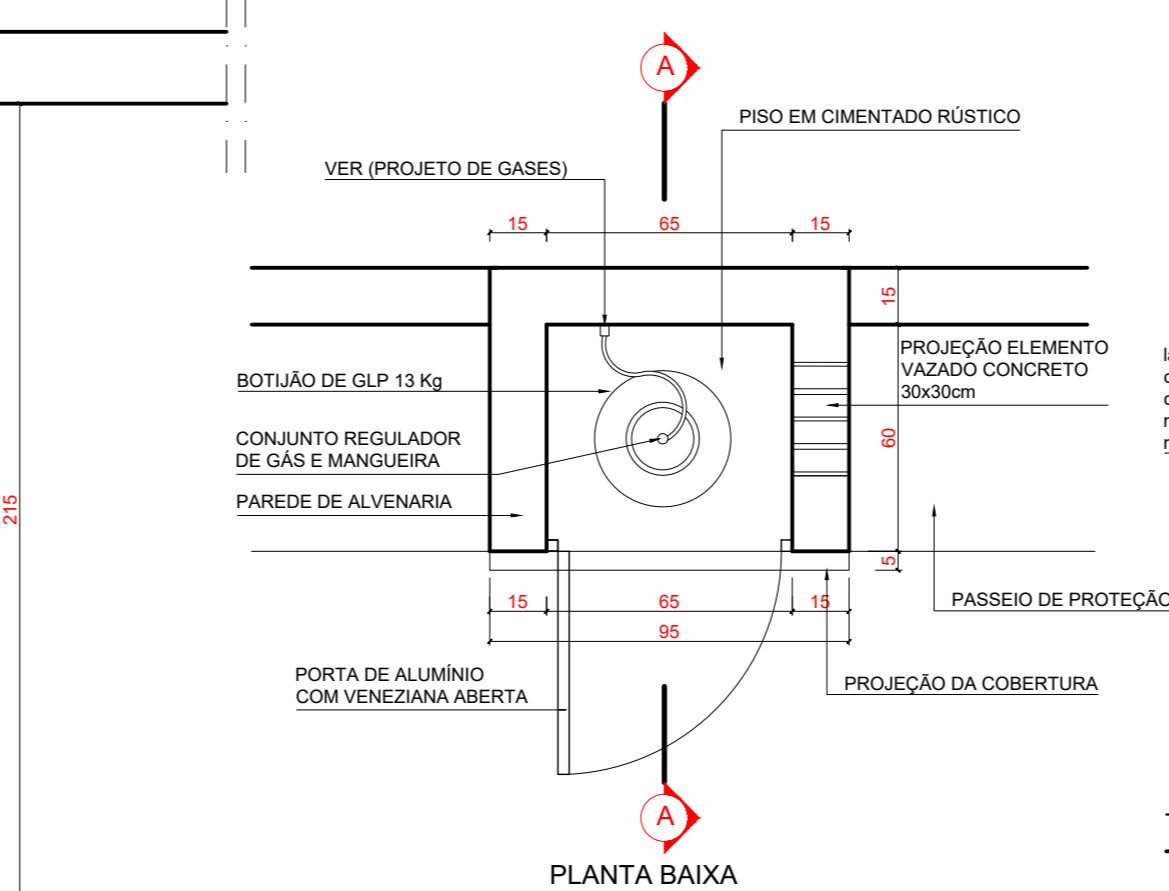 A
PISO EM CIMENTADO RÚSTICO
VER (PROJETO DE GASES)
15
65
15
15
PROJEÇÃO ELEMENTO
VAZADO CONCRETO
30x30cm
BOTIJÃO DE GLP 13 Kg
CONJUNTO REGULADOR
DE GÁS E MANGUEIRA
60
PAREDE DE ALVENARIA
215
5
15
65
15
PASSEIO DE PROTEÇÃO
95
PORTA DE ALUMÍNIO
COM VENEZIANA ABERTA
PROJEÇÃO DA COBERTURA
A
PLANTA BAIXA